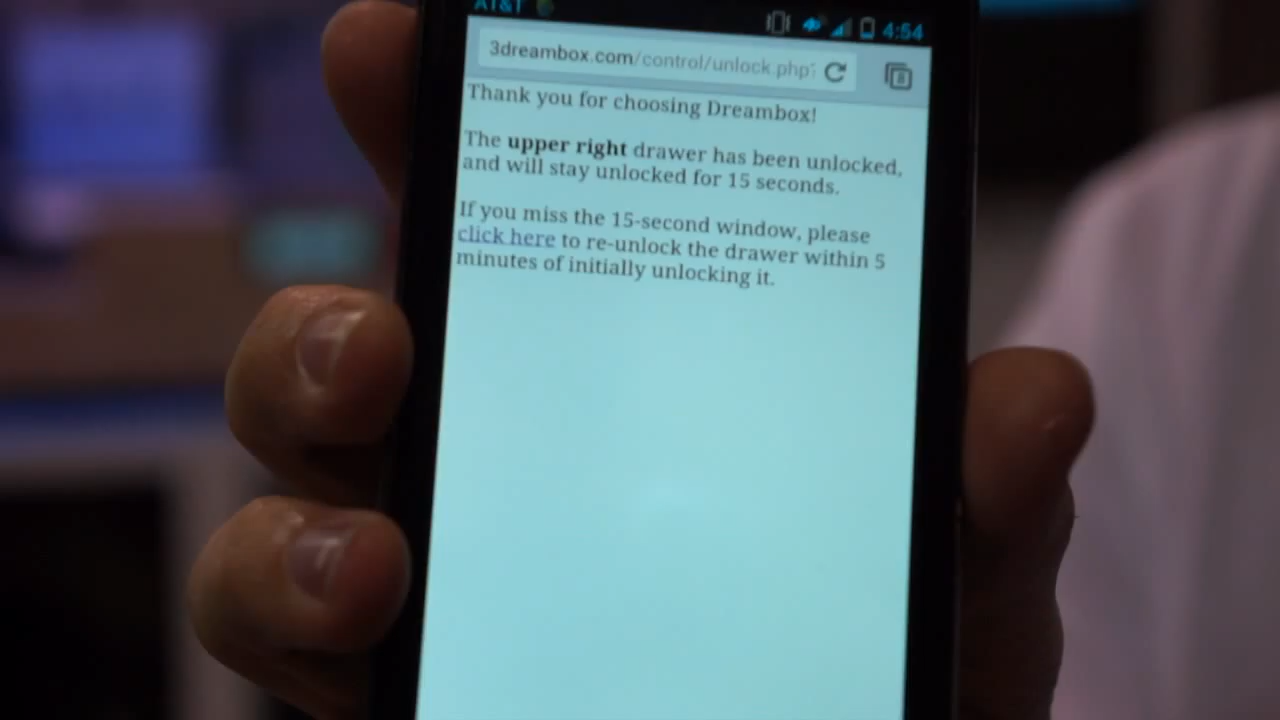 AT&T 4:54
3dreambox.com/control/unlock.php?
8
Thank you for choosing Dreambox!
The upper right drawer has been unlocked,
and will stay unlocked for 15 seconds.
If you miss the 15-second window, please
click here to re-unlock the drawer within 5
minutes of initially unlocking it.